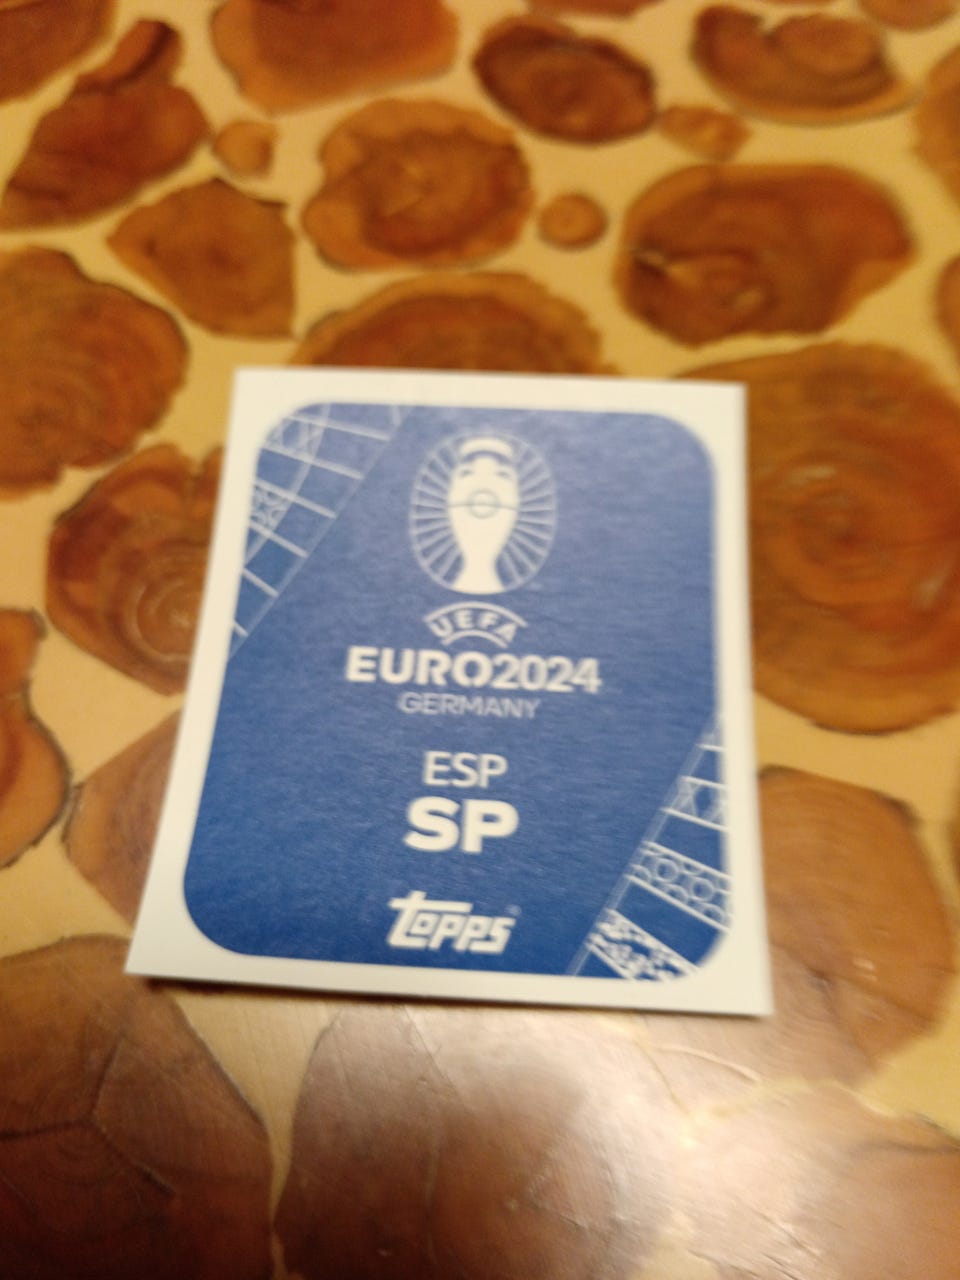 UEFA
EURO2024
GERMANY
ESP
SP
topps